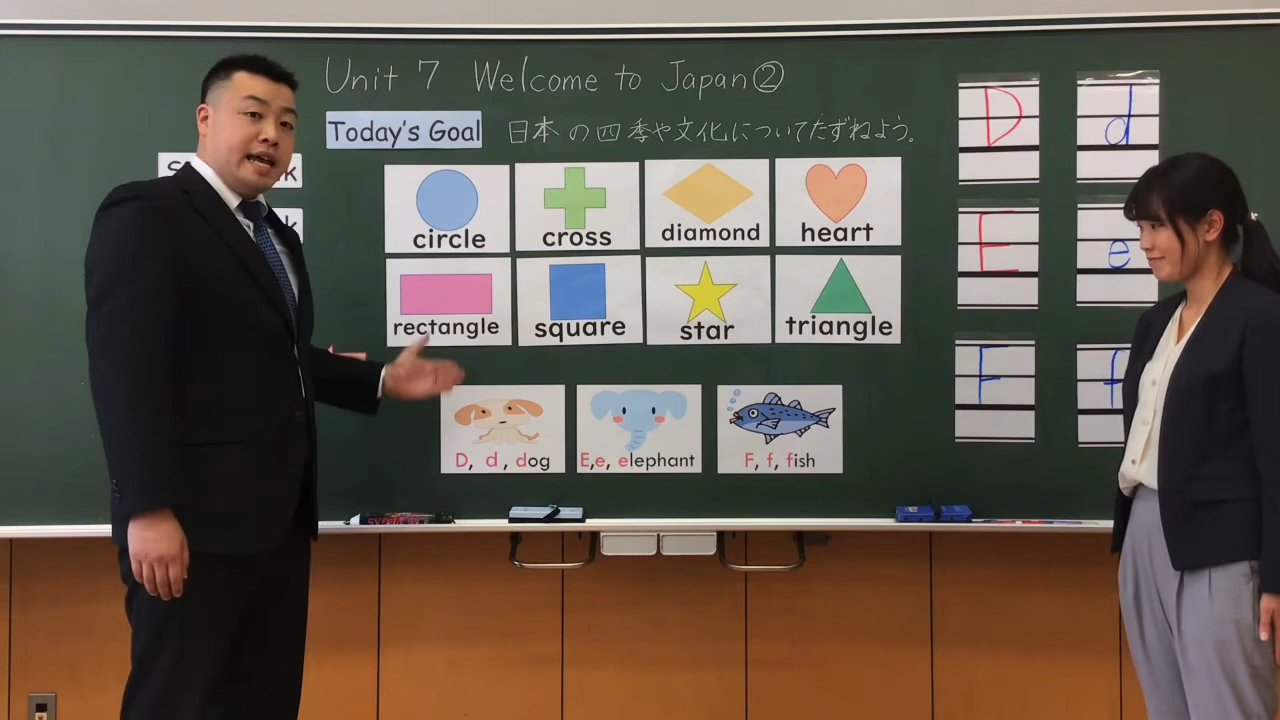 Unit 7 Welcome to Japan②
Today's Goal 日本の四季や文化についてたずねよう。
circle cross diamond heart
rectangle square star triangle
D, d, dog E,e, elephant F, f, fish
D d
E e
F f